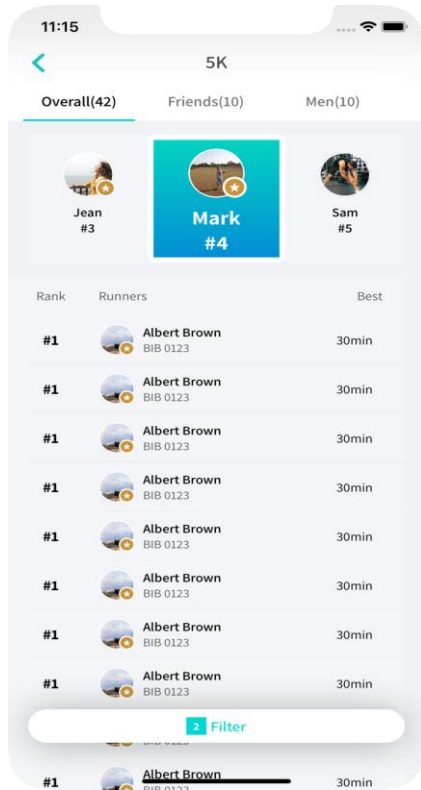 11:15
5K
Overall(42) Friends(10) Men(10)
Jean
#3
Mark
#4
Sam
#5
Rank Runners Best
#1 Albert Brown 30min
BIB 0123
#1 Albert Brown 30min
BIB 0123
#1 Albert Brown 30min
BIB 0123
#1 Albert Brown 30min
BIB 0123
#1 Albert Brown 30min
BIB 0123
#1 Albert Brown 30min
BIB 0123
#1 Albert Brown 30min
BIB 0123
#1 Albert Brown 30min
BIB 0123
2 Filter
#1 Albert Brown 30min